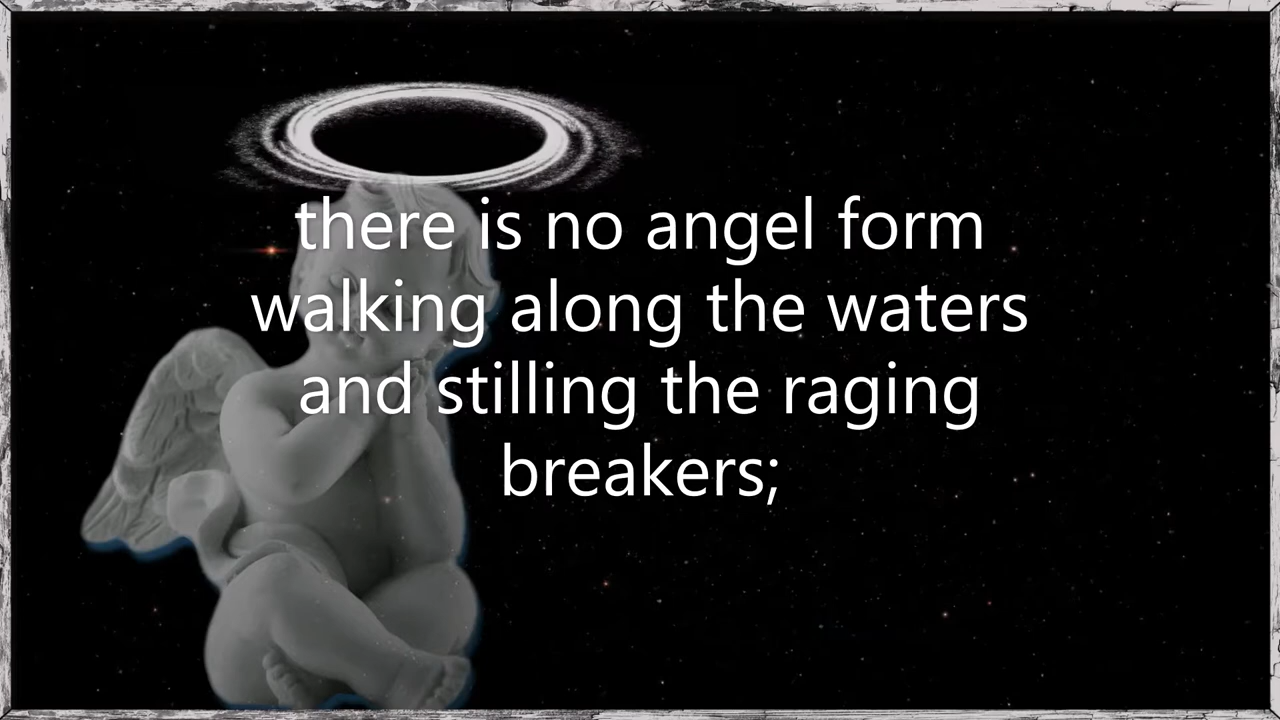 there is no angel form
walking along the waters
and stilling the raging
breakers;